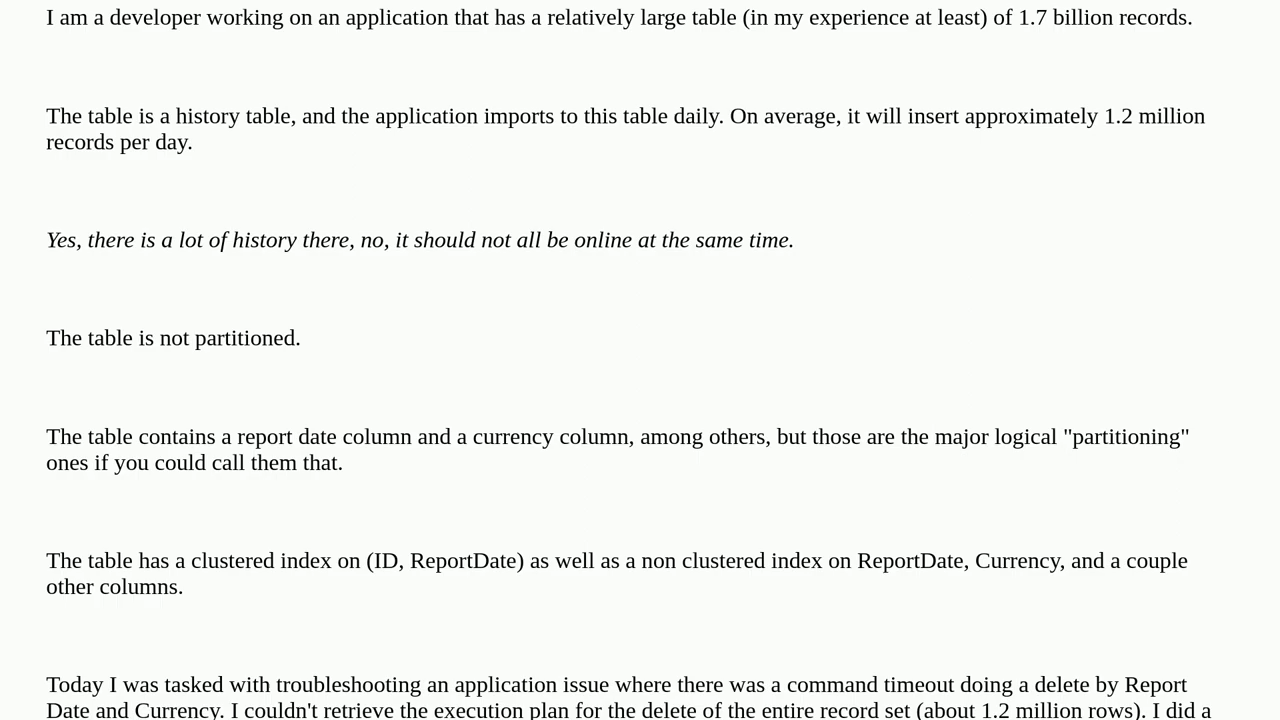 I am a developer working on an application that has a relatively large table (in my experience at least) of 1.7 billion records.
The table is a history table, and the application imports to this table daily. On average, it will insert approximately 1.2 million
records per day.
Yes, there is a lot of history there, no, it should not all be online at the same time.
The table is not partitioned.
The table contains a report date column and a currency column, among others, but those are the major logical "partitioning"
ones if you could call them that.
The table has a clustered index on (ID, ReportDate) as well as a non clustered index on ReportDate, Currency, and a couple
other columns.
Today I was tasked with troubleshooting an application issue where there was a command timeout doing a delete by Report
Date and Currency. I couldn't retrieve the execution plan for the delete of the entire record set (about 1.2 million rows). I did a